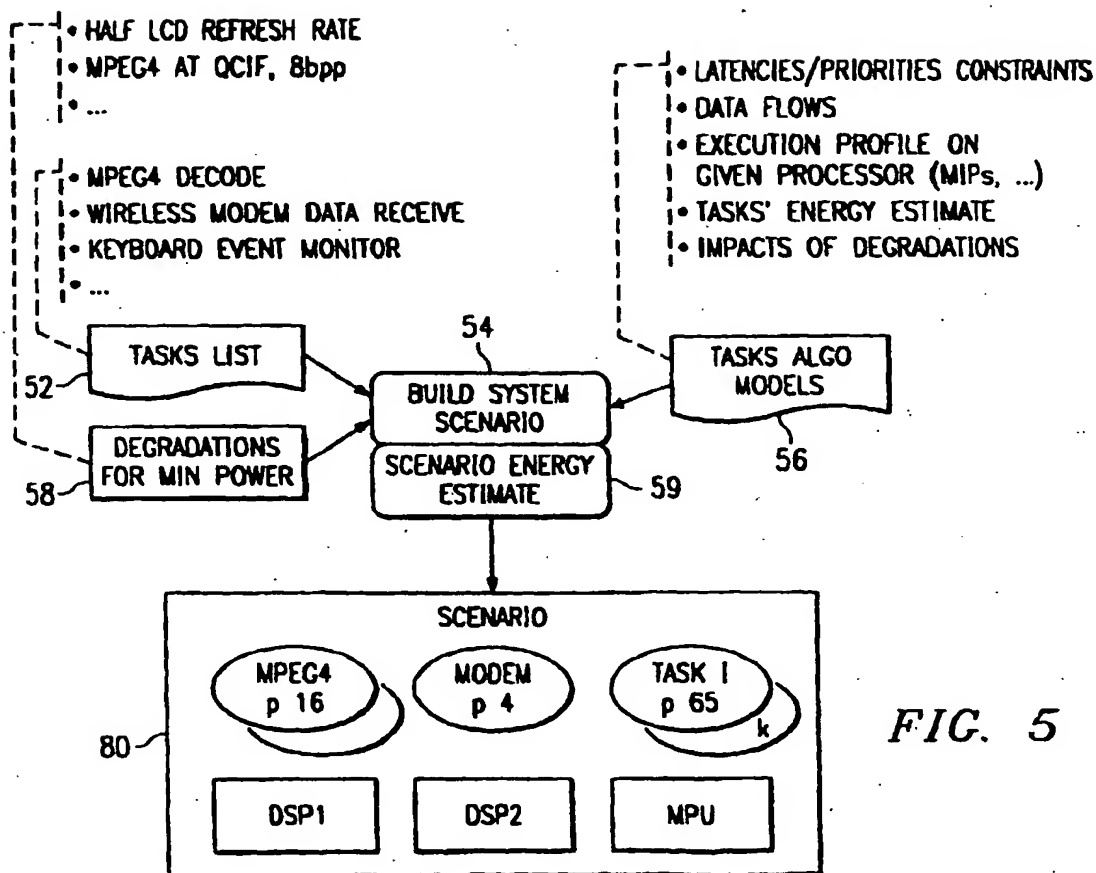 • HALF LCD REFRESH RATE
• MPEG4 AT QCIF, 8bpp
• ...
• MPEG4 DECODE
• WIRELESS MODEM DATA RECEIVE
• KEYBOARD EVENT MONITOR
• ...
• LATENCIES/PRIORITIES CONSTRAINTS
• DATA FLOWS
• EXECUTION PROFILE ON
GIVEN PROCESSOR (MIPs, ...)
• TASKS' ENERGY ESTIMATE
• IMPACTS OF DEGRADATIONS
52
TASKS LIST
58
DEGRADATIONS
FOR MIN POWER
54
BUILD SYSTEM
SCENARIO
SCENARIO ENERGY
ESTIMATE
59
TASKS ALGO
MODELS
56
SCENARIO
MPEG4
p 16
MODEM
p 4
TASK I
p 65
k
80
DSP1
DSP2
MPU
FIG. 5